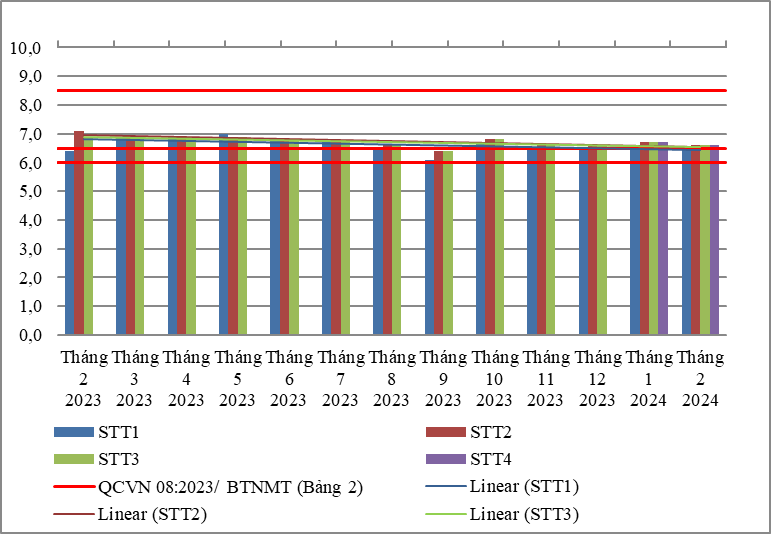 10,0
9,0
8,0
7,0
6,0
5,0
4,0
3,0
2,0
1,0
0,0
Tháng Tháng Tháng Tháng Tháng Tháng Tháng Tháng Tháng Tháng Tháng Tháng Tháng
2 3 4 5 6 7 8 9 10 11 12 1 2
2023 2023 2023 2023 2023 2023 2023 2023 2023 2023 2023 2024 2024
STT1 STT2
STT3 STT4
QCVN 08:2023/ BTNMT (Bảng 2) Linear (STT1)
Linear (STT2) Linear (STT3)